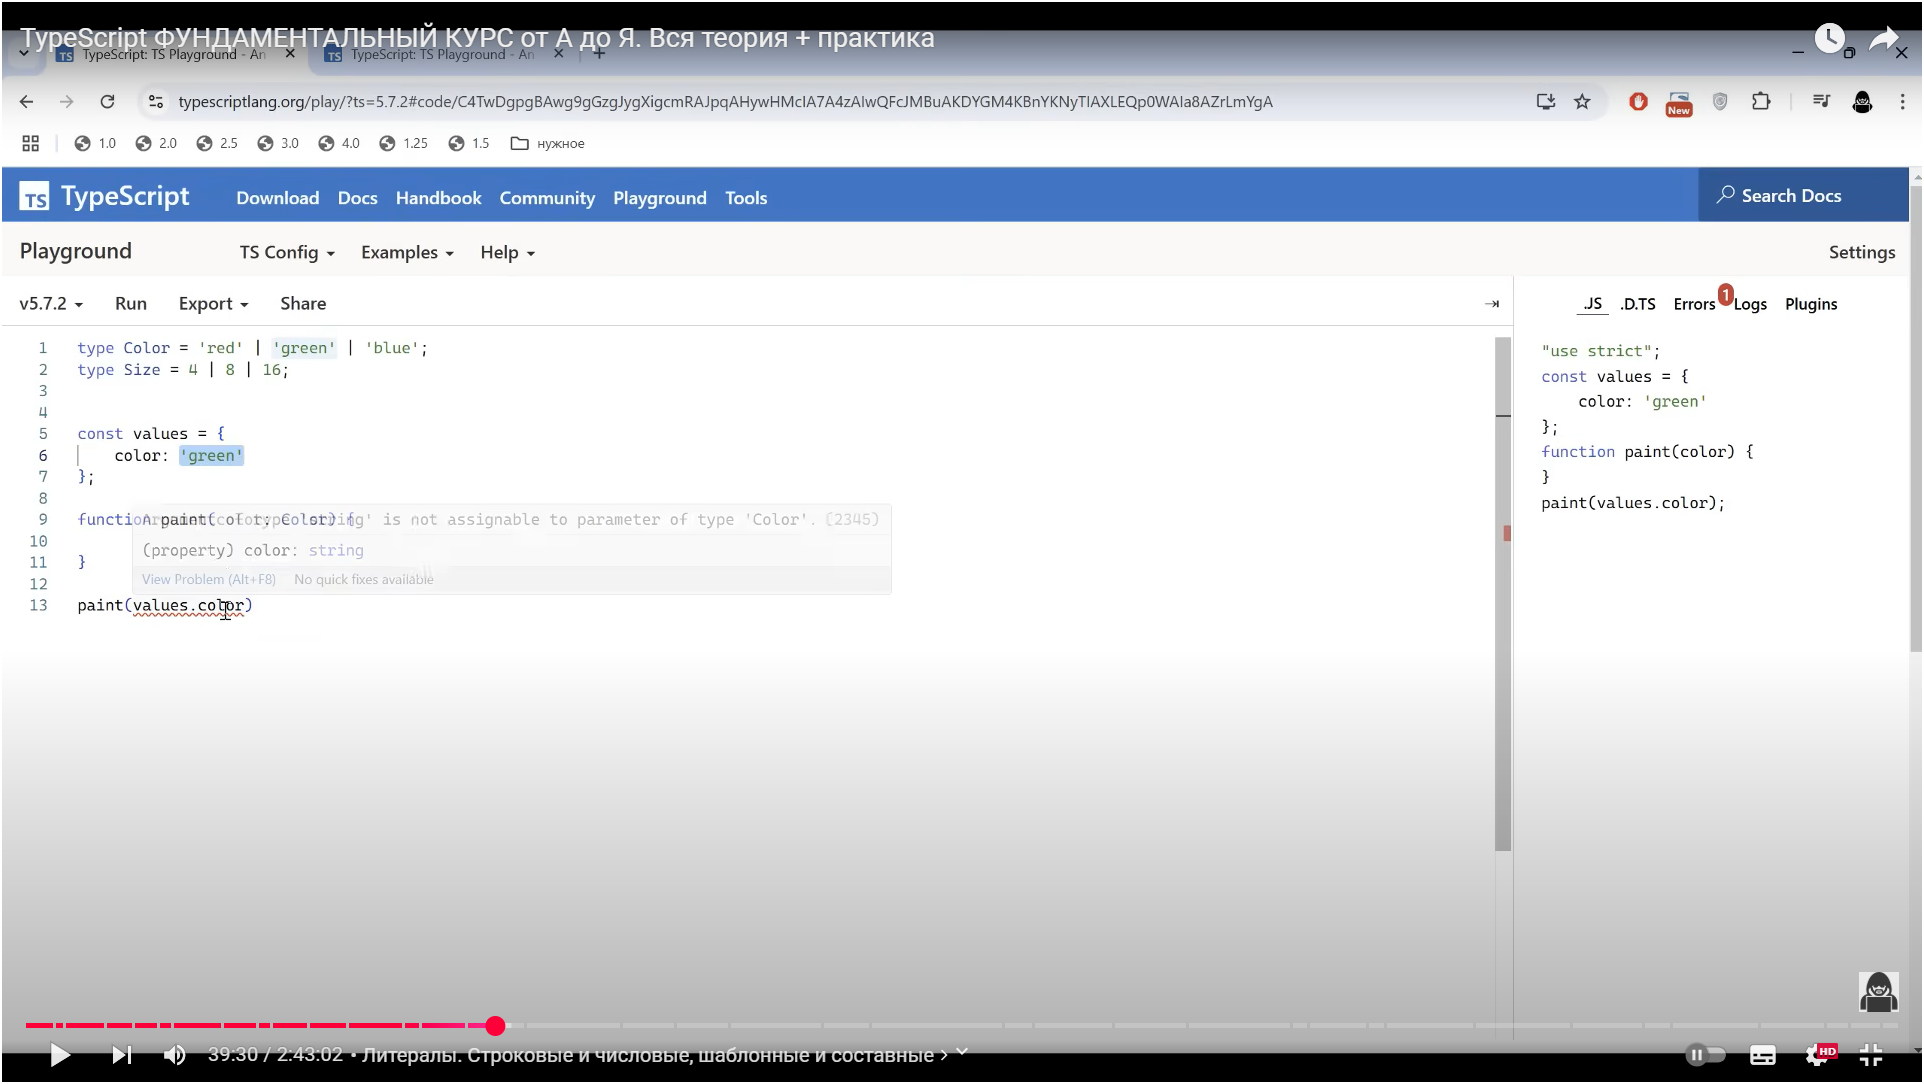 TypeScript ФУНДАМЕНТАЛЬНЫЙ КУРС от А до Я. Вся теория + практика
TypeScript: TS Playground - An
TypeScript: TS Playground - An
typescriptlang.org/play/?ts=5.7.2#code/C4TwDgpgBAwg9gGzgJygXigcmRAJpqAHywHMcIA7A4zAIwQFcJMBuAKDYGM4KBnYKNyTIAXLEQp0WAIa8AZrLmYgA
New
1.0
2.0
2.5
3.0
4.0
1.25
1.5
нужное
TS TypeScript
Download
Docs
Handbook
Community
Playground
Tools
Search Docs
Playground
TS Config
Examples
Help
Settings
v5.7.2
Run
Export
Share
.JS
.D.TS
Errors
1
Logs
Plugins
1 type Color = 'red' | 'green' | 'blue';
2 type Size = 4 | 8 | 16;
3
4
5 const values = {
6 color: 'green'
7 };
8
9 function paint(color: Color) {
is not assignable to parameter of type 'Color'. (2345)
10 (property) color: string
11 }
View Problem (Alt+F8) No quick fixes available
12
13 paint(values.color)
"use strict";
const values = {
color: 'green'
};
function paint(color) {
}
paint(values.color);
39:30 / 2:43:02 • Литералы. Строковые и числовые, шаблонные и составные
HD